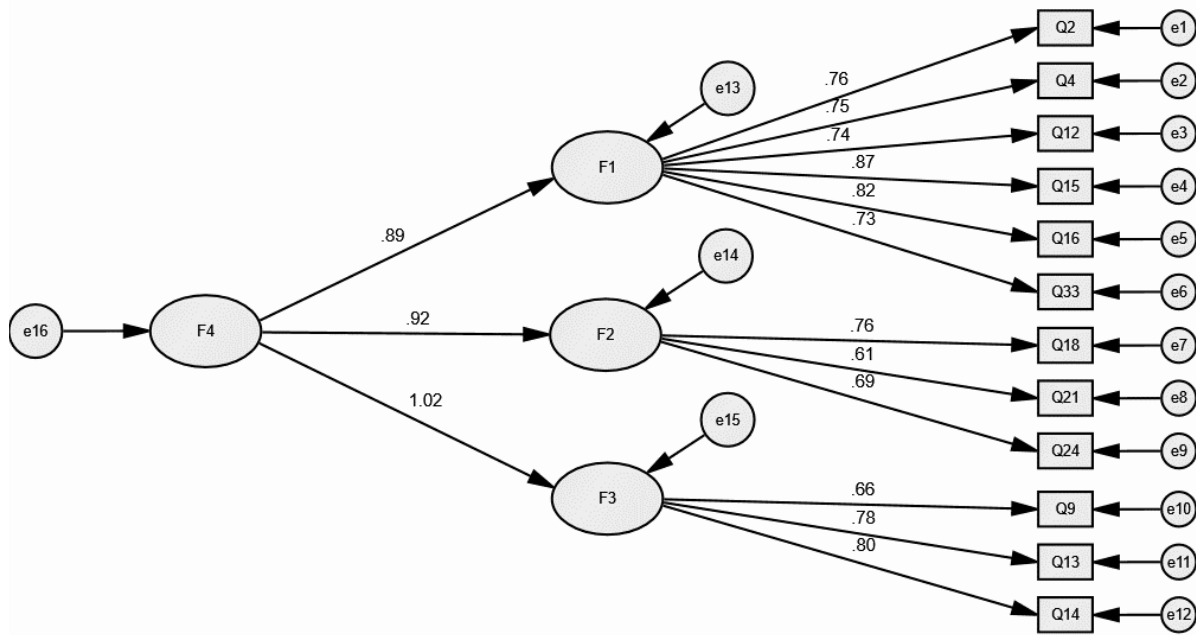 Q2
e1
e13
.76
Q4
e2
.75
Q12
e3
.74
F1
.87
Q15
e4
.82
.73
Q16
e5
.89
e14
Q33
e6
e16
F4
.92
F2
.76
Q18
e7
.61
.69
Q21
e8
1.02
e15
Q24
e9
F3
.66
Q9
e10
.78
.80
Q13
e11
Q14
e12